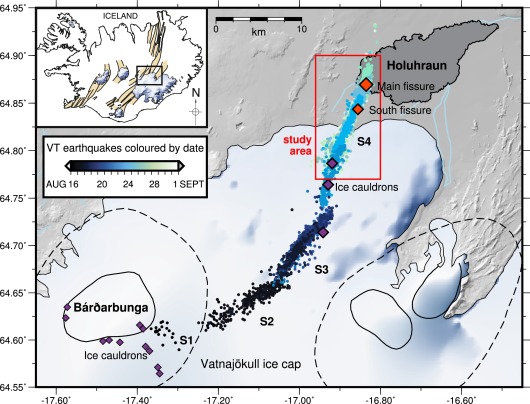 ICELAND
N
0 10
km
VT earthquakes coloured by date
AUG 16 20 24 28 1 SEPT
Holuhraun
Main fissure
South fissure
study
area
S4
Ice cauldrons
S3
S2
S1
Bárðarbunga
Ice cauldrons
Vatnajökull ice cap
64.95°
64.90°
64.85°
64.80°
64.75°
64.70°
64.65°
64.60°
64.55°
-17.60° -17.40° -17.20° -17.00° -16.80° -16.60°